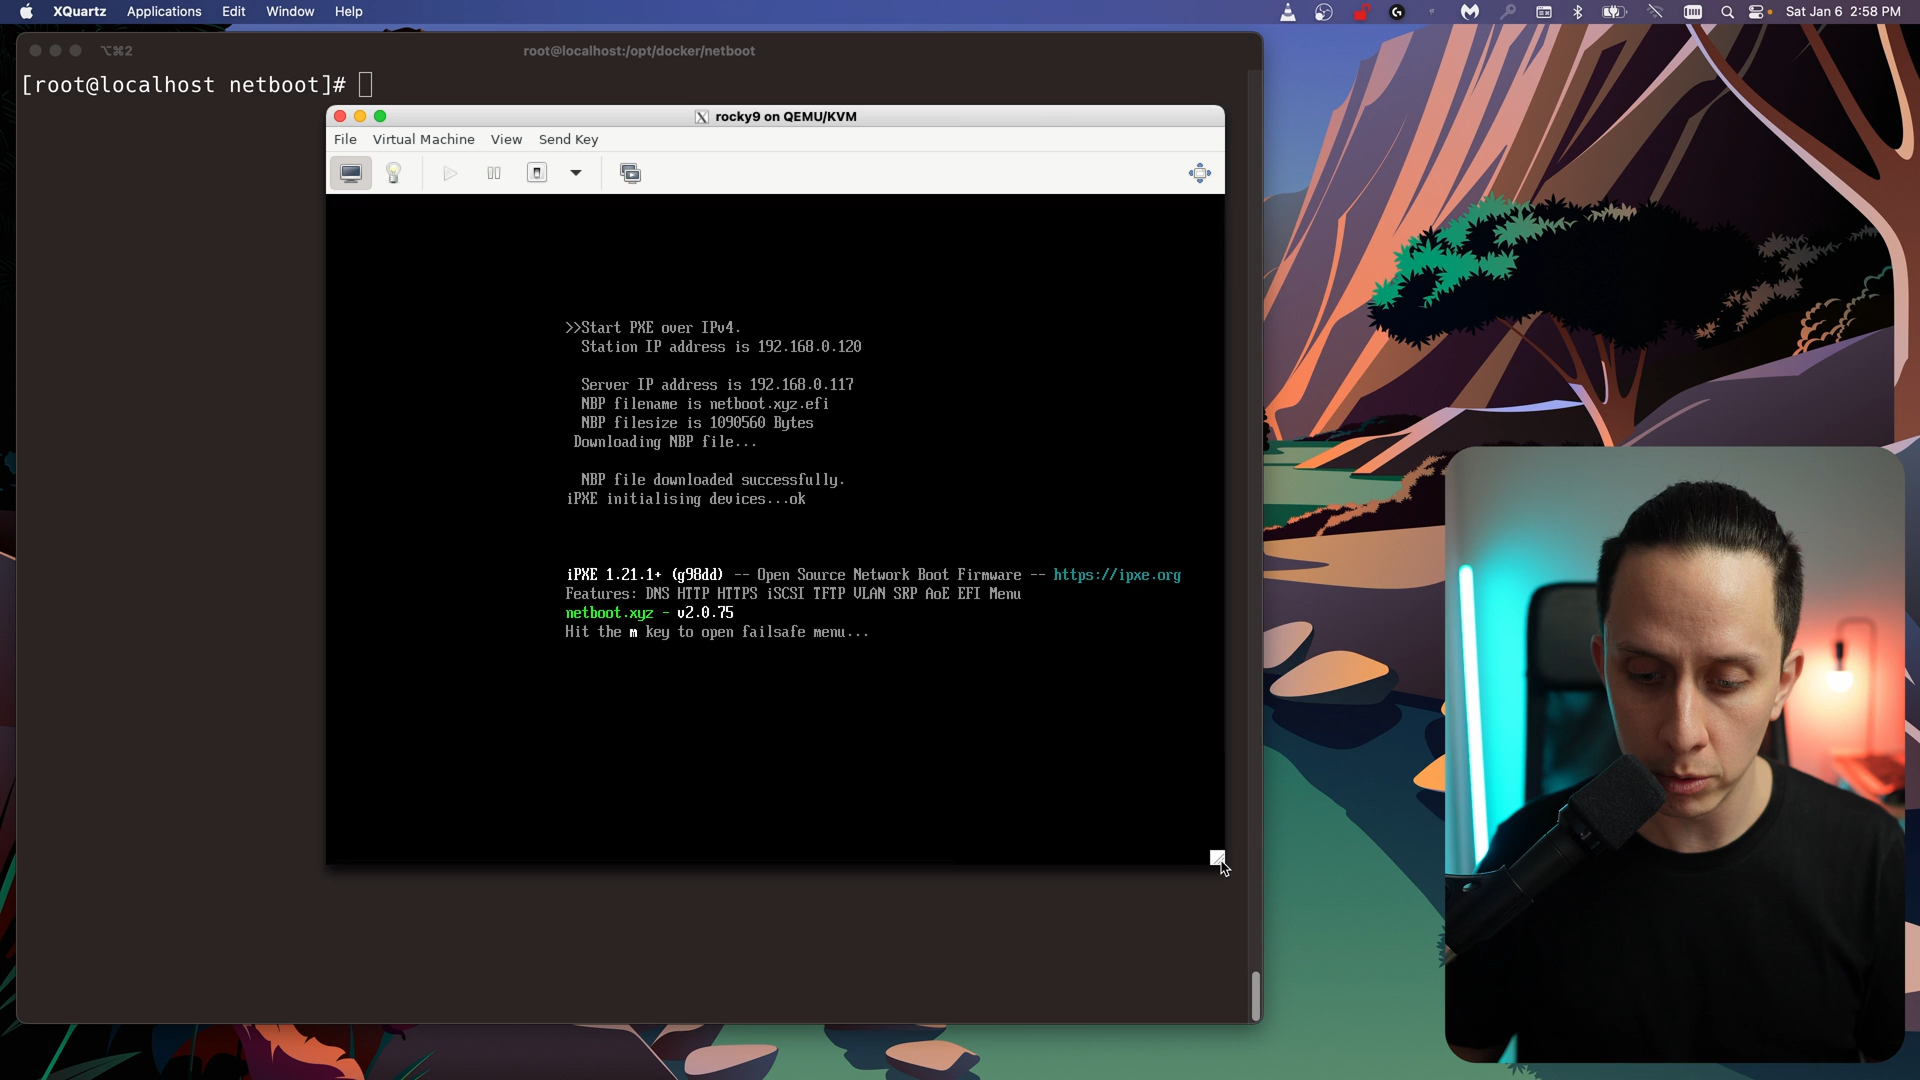 XQuartz Applications Edit Window Help
Sat Jan 6 2:58 PM
⌥⌘2
root@localhost:/opt/docker/netboot
[root@localhost netboot]#
rocky9 on QEMU/KVM
File Virtual Machine View Send Key
>>Start PXE over IPv4.
Station IP address is 192.168.0.120
Server IP address is 192.168.0.117
NBP filename is netboot.xyz.efi
NBP filesize is 1090560 Bytes
Downloading NBP file...
NBP file downloaded successfully.
iPXE initialising devices...ok
iPXE 1.21.1+ (g98dd) -- Open Source Network Boot Firmware -- https://ipxe.org
Features: DNS HTTP HTTPS iSCSI TFTP VLAN SRP AoE EFI Menu
netboot.xyz - v2.0.75
Hit the m key to open failsafe menu...